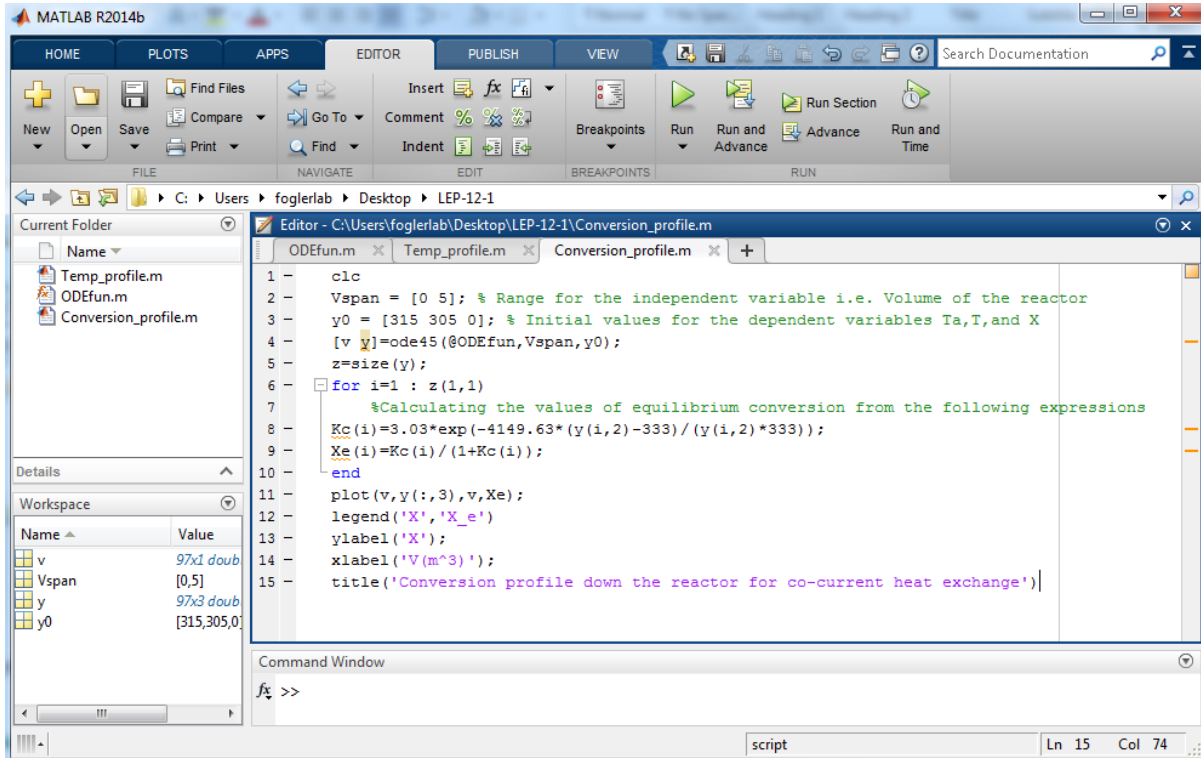 MATLAB R2014b
HOME PLOTS APPS EDITOR PUBLISH VIEW Search Documentation
New Open Save Find Files Compare Print
Go To Find
Insert fx
Comment
Indent
Breakpoints
Run Run and Advance Run Section Advance Run and Time
FILE NAVIGATE EDIT BREAKPOINTS RUN
C: Users foglerlab Desktop LEP-12-1
Current Folder
Name
Temp_profile.m
ODEfun.m
Conversion_profile.m
Details
Workspace
Name Value
v 97x1 doub
Vspan [0,5]
y 97x3 doub
y0 [315,305,0]
Editor - C:\Users\foglerlab\Desktop\LEP-12-1\Conversion_profile.m
ODEfun.m Temp_profile.m Conversion_profile.m +
1 - clc
2 - Vspan = [0 5]; % Range for the independent variable i.e. Volume of the reactor
3 - y0 = [315 305 0]; % Initial values for the dependent variables Ta,T,and X
4 - [v y]=ode45(@ODEfun,Vspan,y0);
5 - z=size(y);
6 - for i=1 : z(1,1)
7 %Calculating the values of equilibrium conversion from the following expressions
8 - Kc(i)=3.03*exp(-4149.63*(y(i,2)-333)/(y(i,2)*333));
9 - Xe(i)=Kc(i)/(1+Kc(i));
10 - end
11 - plot(v,y(:,3),v,Xe);
12 - legend('X','X_e')
13 - ylabel('X');
14 - xlabel('V(m^3)');
15 - title('Conversion profile down the reactor for co-current heat exchange')
Command Window
fx >>
script Ln 15 Col 74